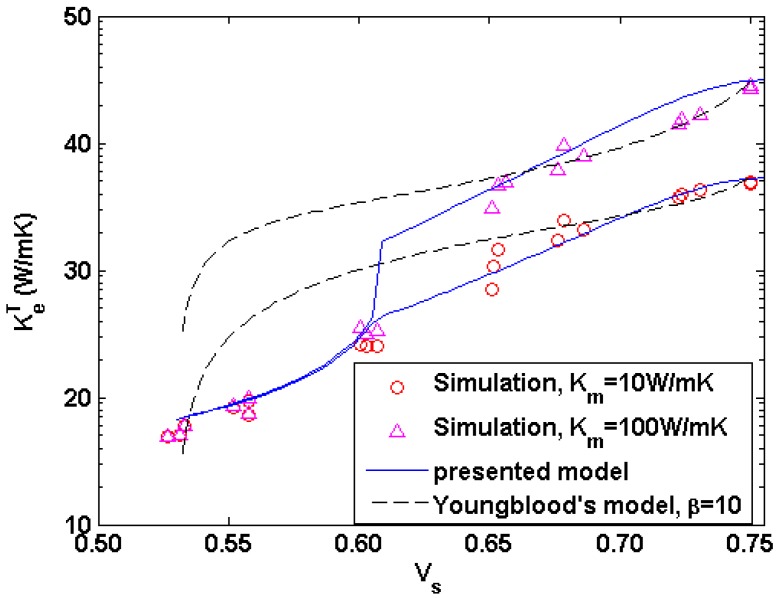 50
40
30
20
10
K_e^T (W/mK)
Simulation, K_m=10W/mK
Simulation, K_m=100W/mK
presented model
Youngblood's model, β=10
0.50 0.55 0.60 0.65 0.70 0.75
V_s